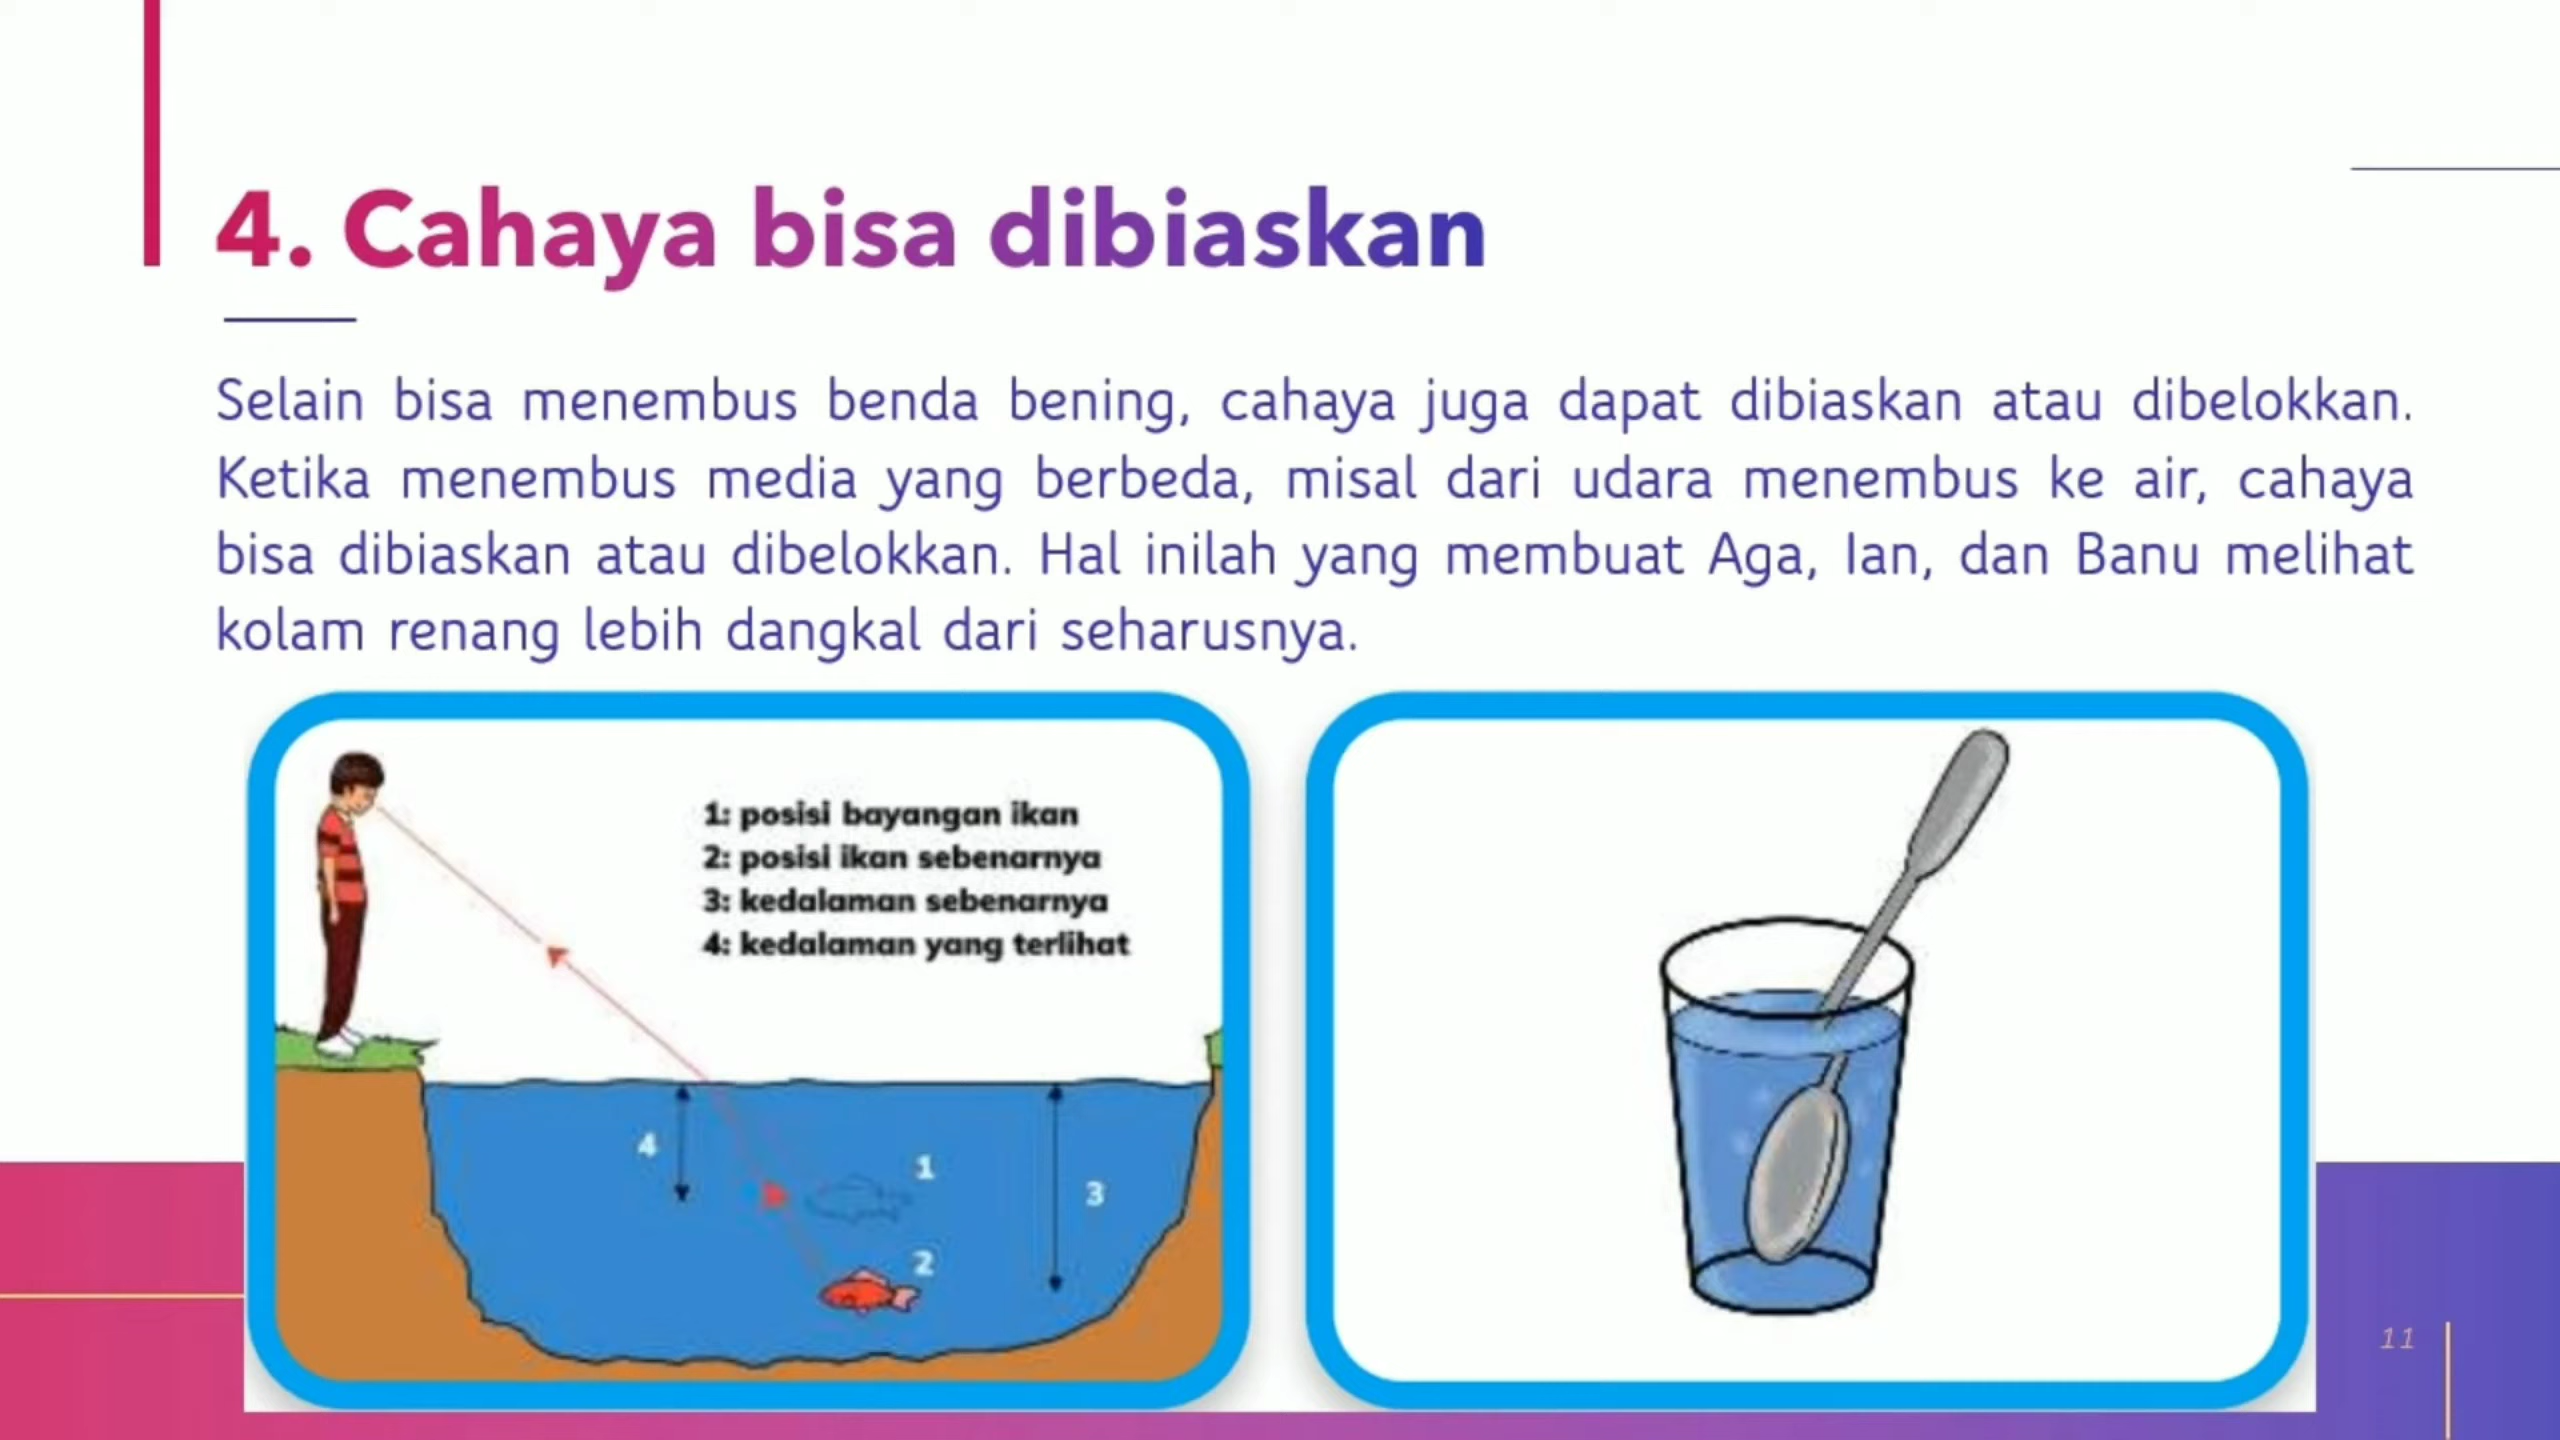 4. Cahaya bisa dibiaskan
Selain bisa menembus benda bening, cahaya juga dapat dibiaskan atau dibelokkan.
Ketika menembus media yang berbeda, misal dari udara menembus ke air, cahaya
bisa dibiaskan atau dibelokkan. Hal inilah yang membuat Aga, Ian, dan Banu melihat
kolam renang lebih dangkal dari seharusnya.
1: posisi bayangan ikan
2: posisi ikan sebenarnya
3: kedalaman sebenarnya
4: kedalaman yang terlihat
4
1
3
2
11